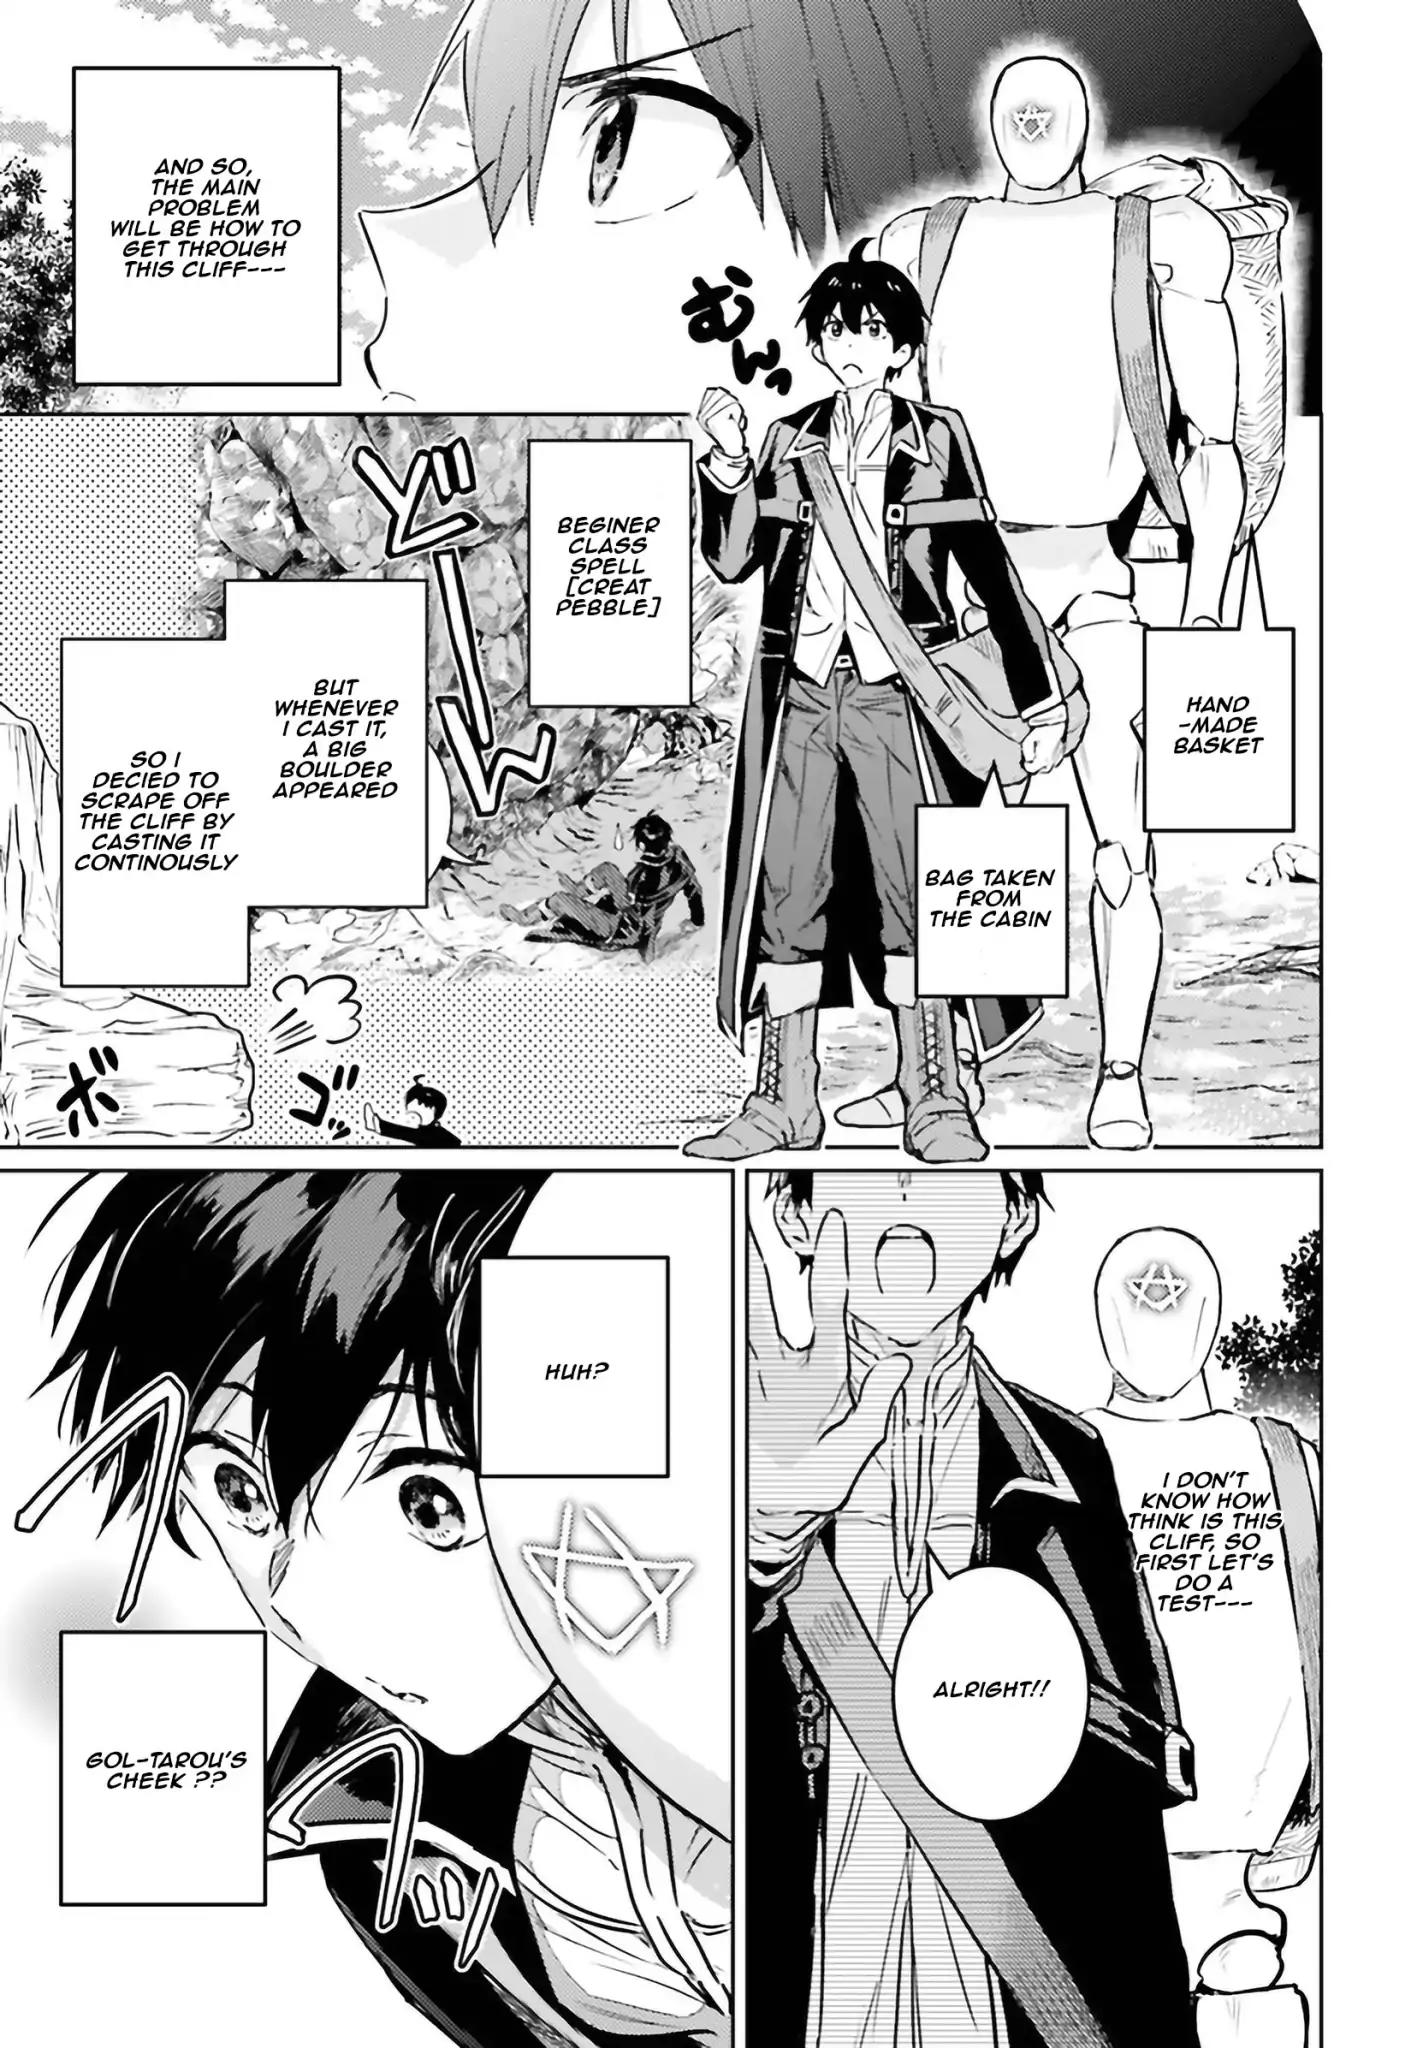 AND SO,
THE MAIN
PROBLEM
WILL BE HOW TO
GET THROUGH
THIS CLIFF---
むんっ
HAND
-MADE
BASKET
BAG TAKEN
FROM
THE CABIN
BEGINER
CLASS
SPELL
[CREAT
PEBBLE]
ドーーン
BUT
WHENEVER
I CAST IT,
A BIG
BOULDER
APPEARED
SO I
DECIED TO
SCRAPE OFF
THE CLIFF BY
CASTING IT
CONTINOUSLY
ボ
ゴッ
I DON'T
KNOW HOW
THINK IS THIS
CLIFF, SO
FIRST LET'S
DO A
TEST---
ALRIGHT!!
HUH?
GOL-TAROU'S
CHEEK ??